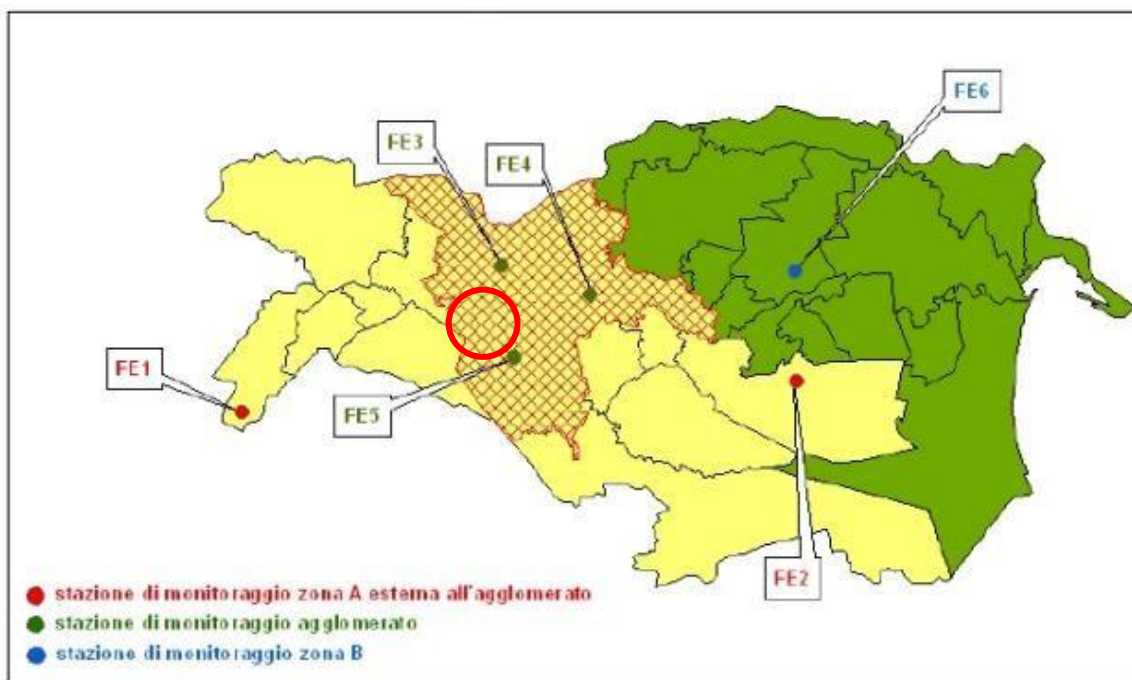 FE6
FE3
FE4
FE1
FE5
FE2
stazione di monitoraggio zona A esterna all'agglomerato
stazione di monitoraggio agglomerato
stazione di monitoraggio zona B